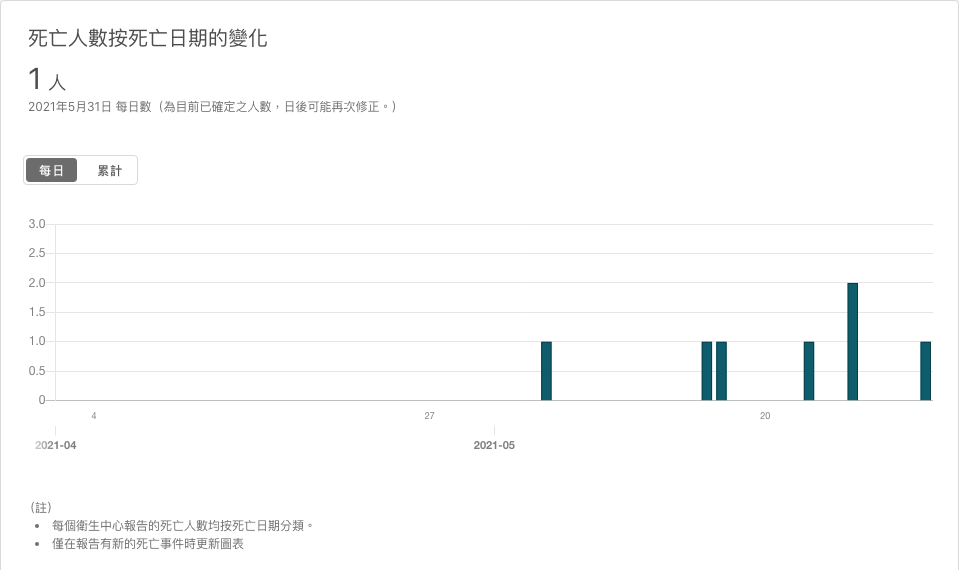 死亡人數按死亡日期的變化
1 人
2021年5月31日 每日數（為目前已確定之人數，日後可能再次修正。）
每日 累計
3.0
2.5
2.0
1.5
1.0
0.5
0
4 27 20
2021-04 2021-05
（註）
• 每個衛生中心報告的死亡人數均按死亡日期分類。
• 僅在報告有新的死亡事件時更新圖表